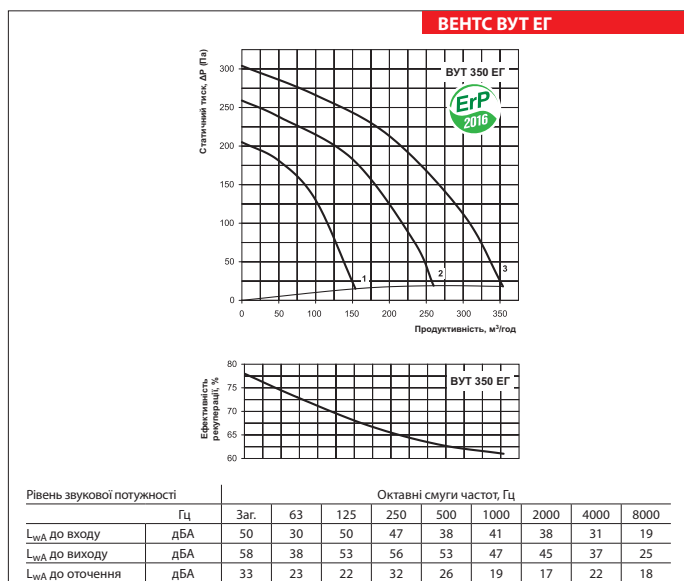 ВЕНТС ВУТ ЕГ
ВУТ 350 ЕГ
ErP
2016
Статичний тиск, ΔP (Па)
300
250
200
150
100
50
0
1
2
3
0 50 100 150 200 250 300 350
Продуктивність, м³/год
ВУТ 350 ЕГ
Ефективність
рекуперації, %
80
75
70
65
60
Рівень звукової потужності Октавні смуги частот, Гц
Гц Заг. 63 125 250 500 1000 2000 4000 8000
LwA до входу дБА 50 30 50 47 38 41 38 31 19
LwA до виходу дБА 58 38 53 56 53 47 45 37 25
LwA до оточення дБА 33 23 22 32 26 19 17 22 18